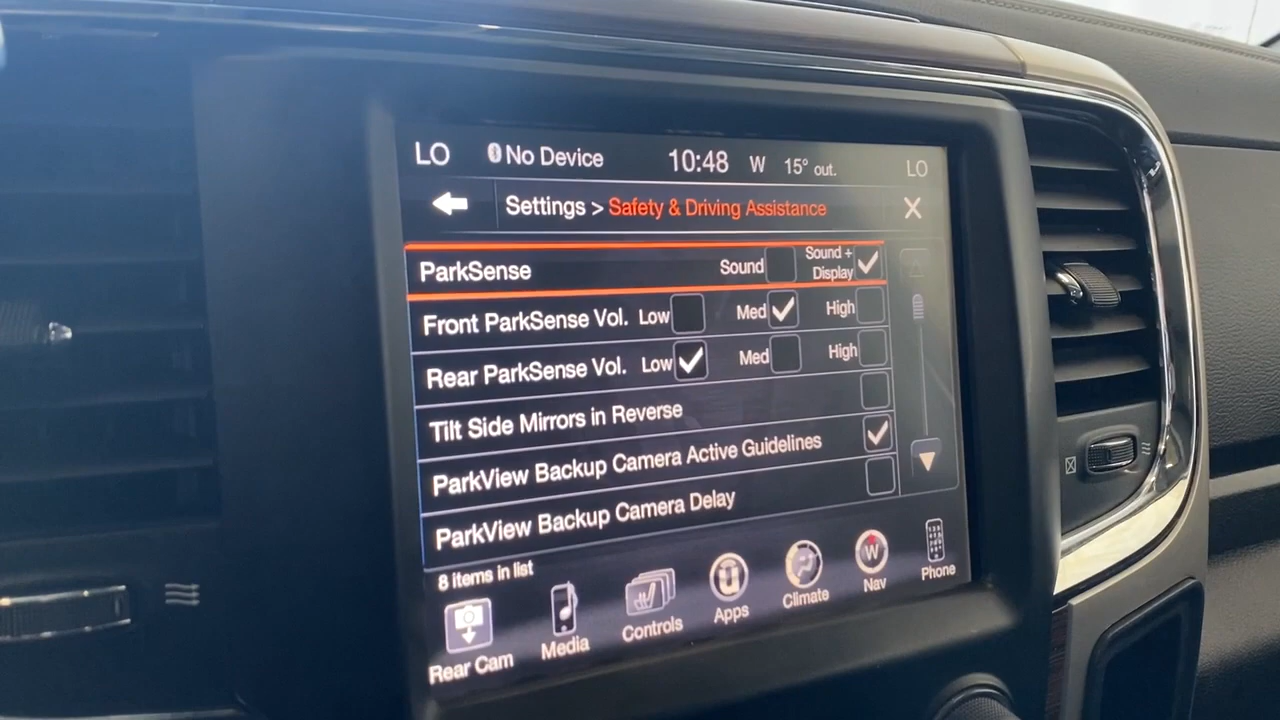 LO No Device 10:48 W 15° out. LO
Settings > Safety & Driving Assistance X
ParkSense Sound Sound + Display
Front ParkSense Vol. Low Med High
Rear ParkSense Vol. Low Med High
Tilt Side Mirrors in Reverse
ParkView Backup Camera Active Guidelines
ParkView Backup Camera Delay
8 items in list
Rear Cam Media Controls Apps Climate W Nav Phone